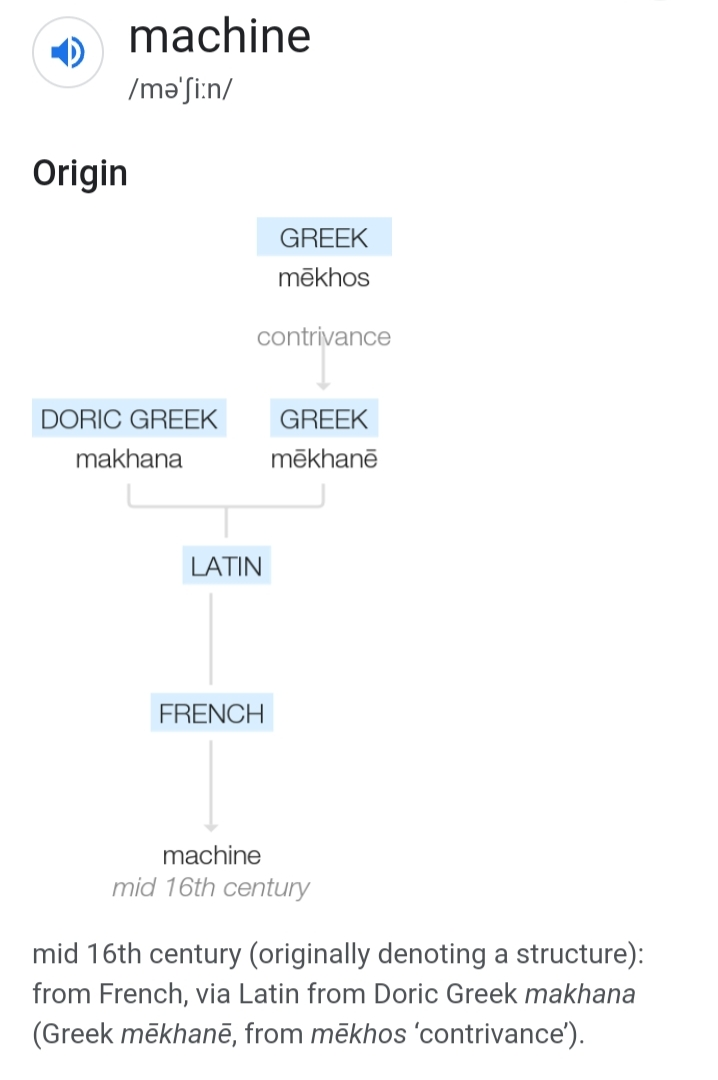 machine
/məˈʃiːn/
Origin
GREEK
mēkhos
contrivance
DORIC GREEK
makhana
GREEK
mēkhanē
LATIN
FRENCH
machine
mid 16th century
mid 16th century (originally denoting a structure):
from French, via Latin from Doric Greek makhana
(Greek mēkhanē, from mēkhos ‘contrivance’).